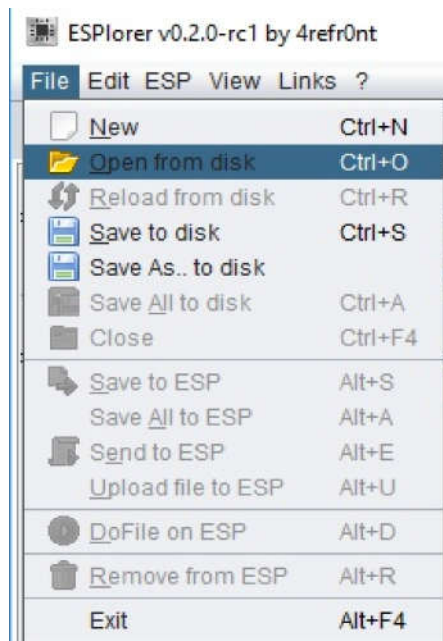 ESPlorer v0.2.0-rc1 by 4refr0nt
File Edit ESP View Links ?
New Ctrl+N
Open from disk Ctrl+O
Reload from disk Ctrl+R
Save to disk Ctrl+S
Save As.. to disk
Save All to disk Ctrl+A
Close Ctrl+F4
Save to ESP Alt+S
Save All to ESP Alt+A
Send to ESP Alt+E
Upload file to ESP Alt+U
DoFile on ESP Alt+D
Remove from ESP Alt+R
Exit Alt+F4